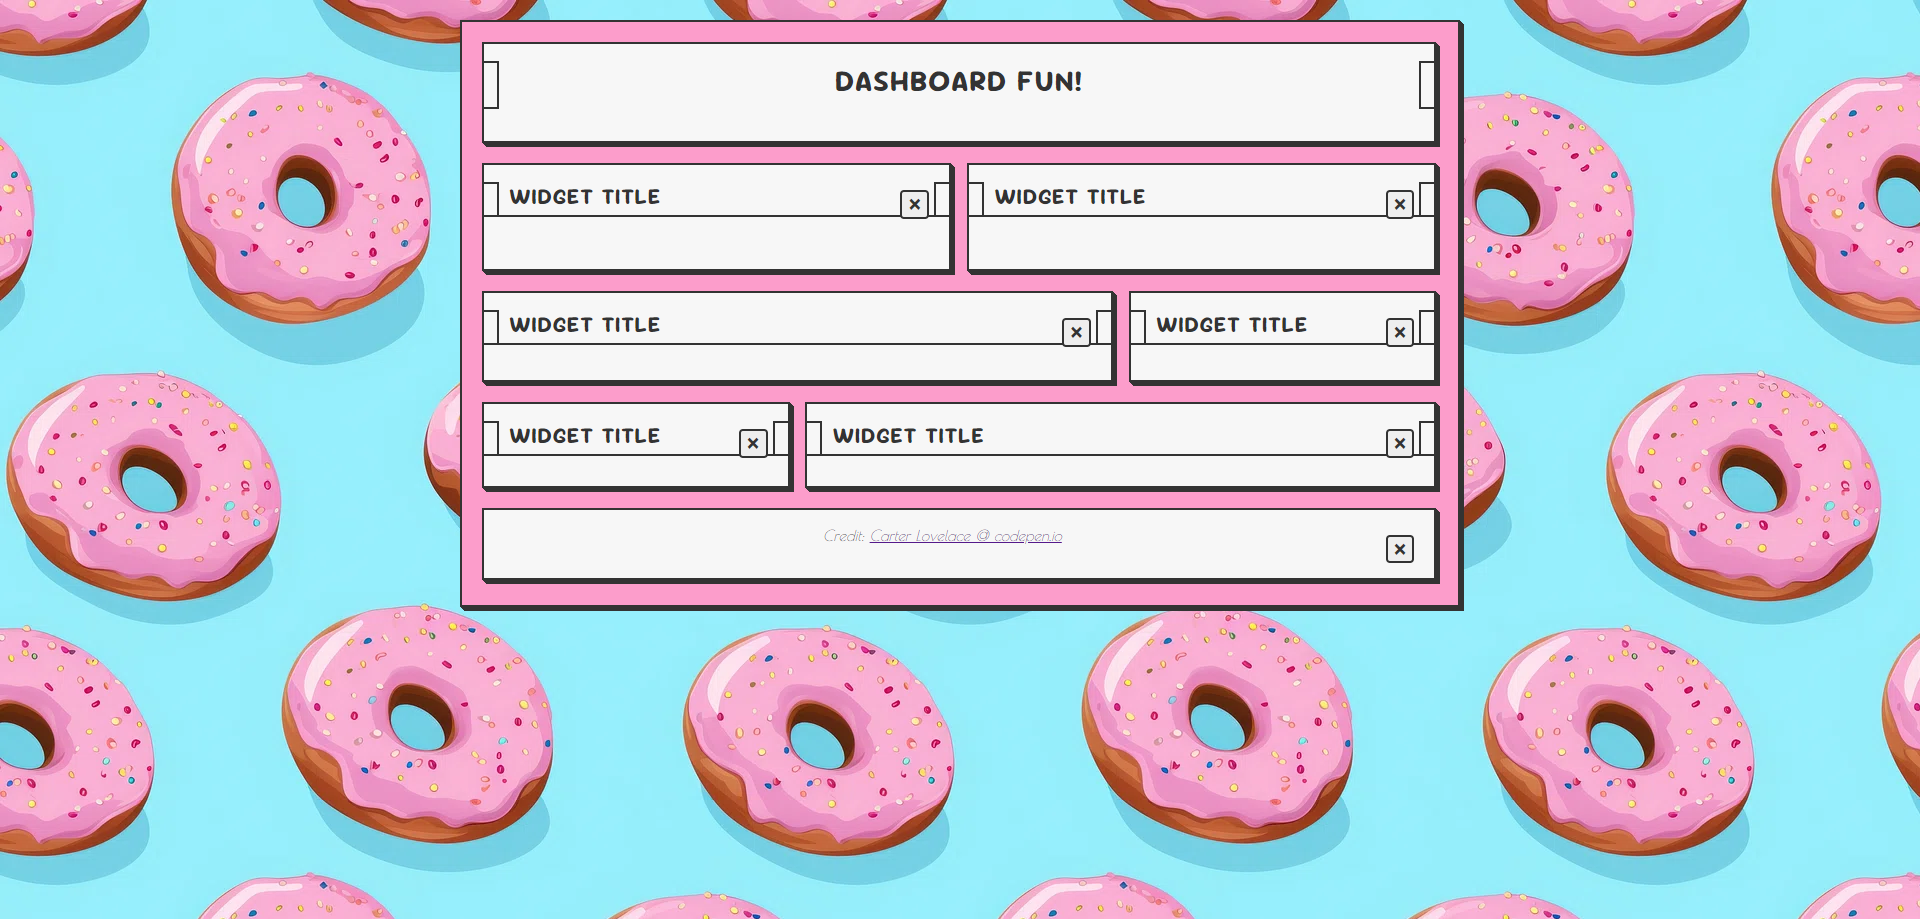 DASHBOARD FUN!
WIDGET TITLE ×
WIDGET TITLE ×
WIDGET TITLE ×
WIDGET TITLE ×
WIDGET TITLE ×
WIDGET TITLE ×
Credit: Carter Lovelace @ codepen.io
×